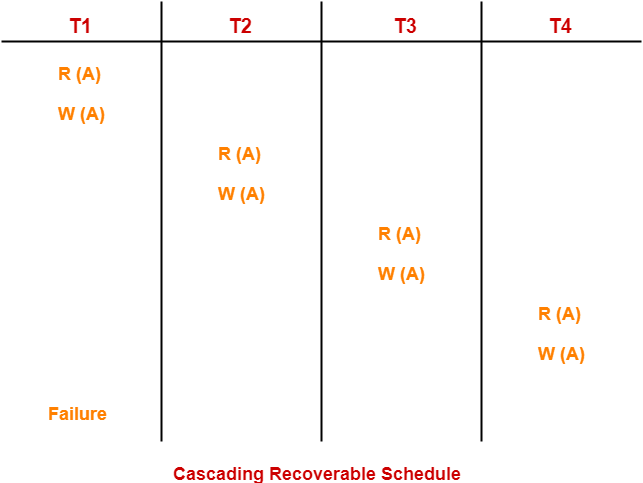 T1 T2 T3 T4
R (A)
W (A)
R (A)
W (A)
R (A)
W (A)
R (A)
W (A)
Failure
Cascading Recoverable Schedule